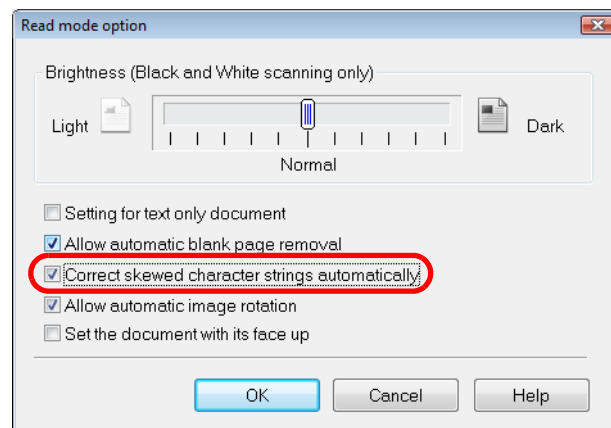 Read mode option
Brightness (Black and White scanning only)
Light
Dark
Normal
Setting for text only document
Allow automatic blank page removal
Correct skewed character strings automatically
Allow automatic image rotation
Set the document with its face up
OK Cancel Help